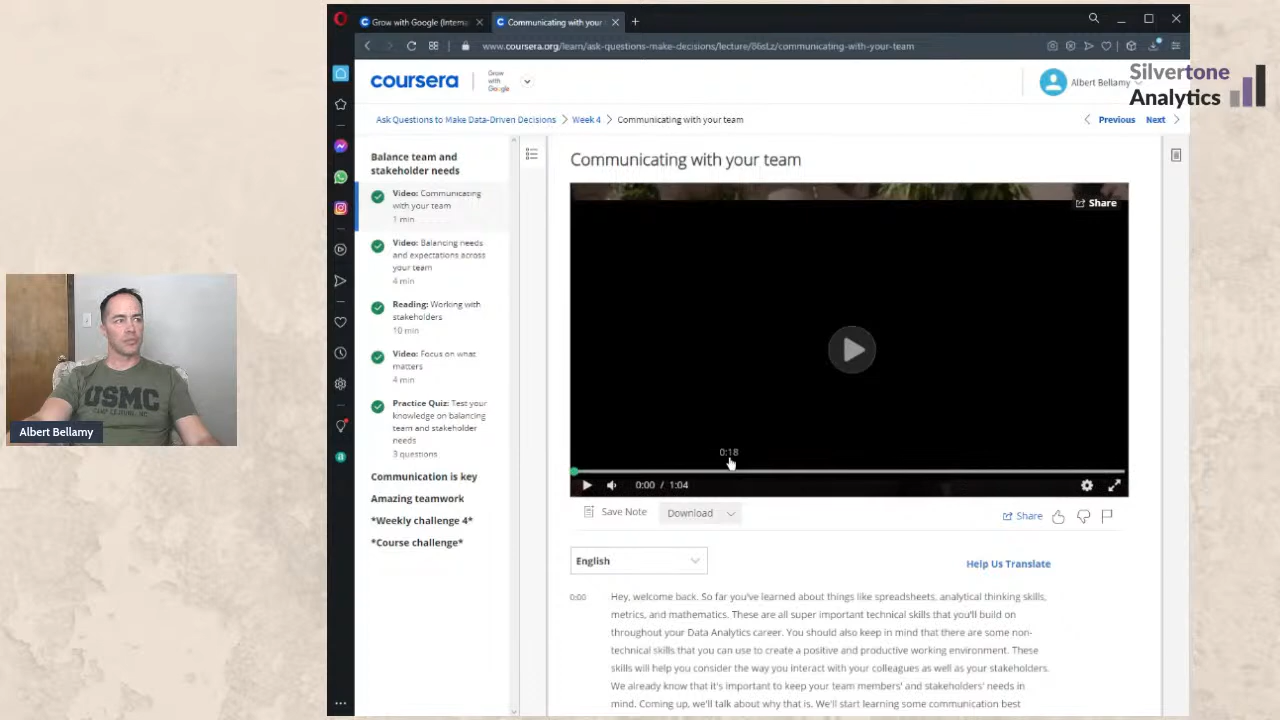 Grow with Google (Interna
Communicating with your
www.coursera.org/learn/ask-questions-make-decisions/lecture/86sLz/communicating-with-your-team
coursera
Grow
with
Google
Albert Bellamy
Silvertone
Analytics
Ask Questions to Make Data-Driven Decisions
Week 4
Communicating with your team
Previous
Next
Balance team and
stakeholder needs
Video: Communicating
with your team
1 min
Video: Balancing needs
and expectations across
your team
4 min
Reading: Working with
stakeholders
10 min
Video: Focus on what
matters
4 min
Practice Quiz: Test your
knowledge on balancing
team and stakeholder
needs
3 questions
Communication is key
Amazing teamwork
*Weekly challenge 4*
*Course challenge*
Communicating with your team
Share
0:18
0:00 / 1:04
Save Note
Download
Share
English
Help Us Translate
0:00
Hey, welcome back. So far you've learned about things like spreadsheets, analytical thinking skills,
metrics, and mathematics. These are all super important technical skills that you'll build on
throughout your Data Analytics career. You should also keep in mind that there are some non-
technical skills that you can use to create a positive and productive working environment. These
skills will help you consider the way you interact with your colleagues as well as your stakeholders.
We already know that it's important to keep your team members' and stakeholders' needs in
mind. Coming up, we'll talk about why that is. We'll start learning some communication best
USMC
Albert Bellamy